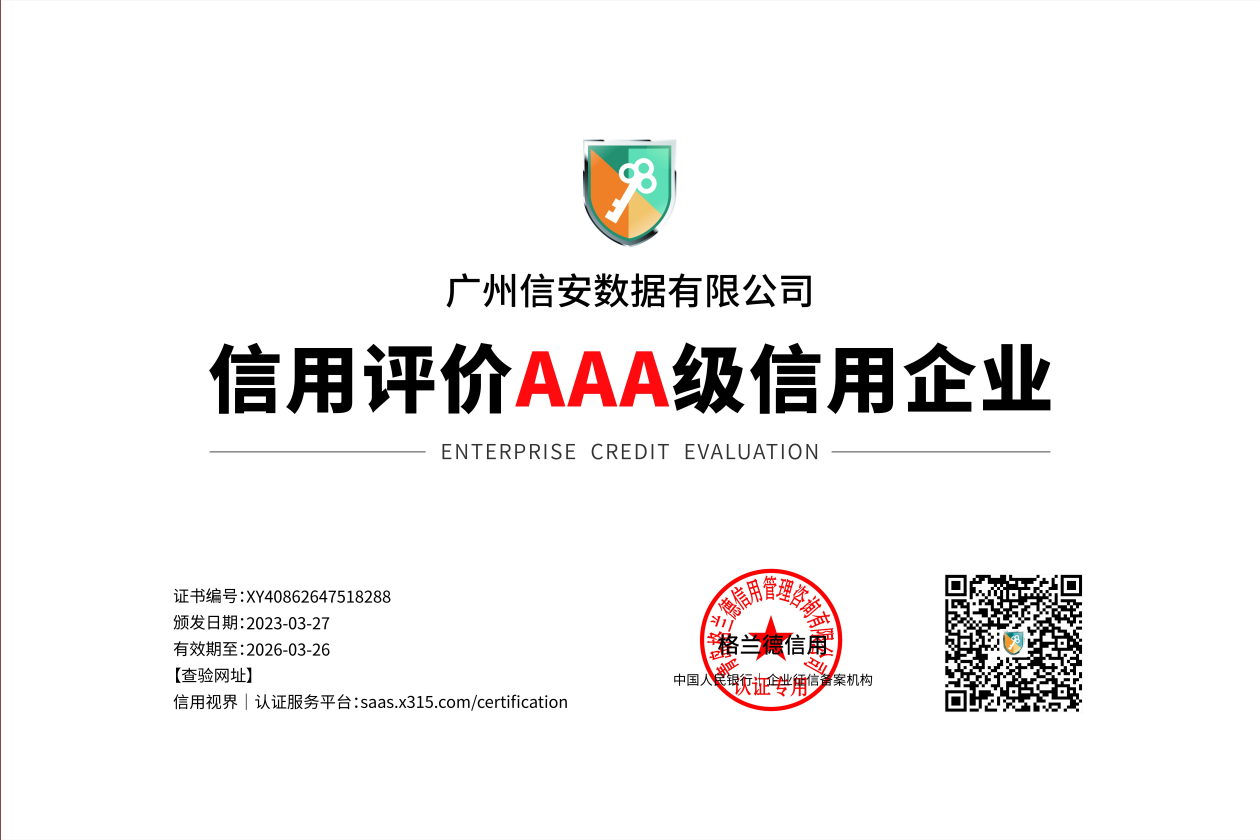 广州信安数据有限公司
信用评价AAA级信用企业
ENTERPRISE CREDIT EVALUATION
证书编号：XY40862647518288
颁发日期：2023-03-27
有效期至：2026-03-26
【查验网址】
信用视界｜认证服务平台：saas.x315.com/certification
青岛格兰德信用管理咨询有限公司
格兰德信用
中国人民银行｜企业征信备案机构
认证专用